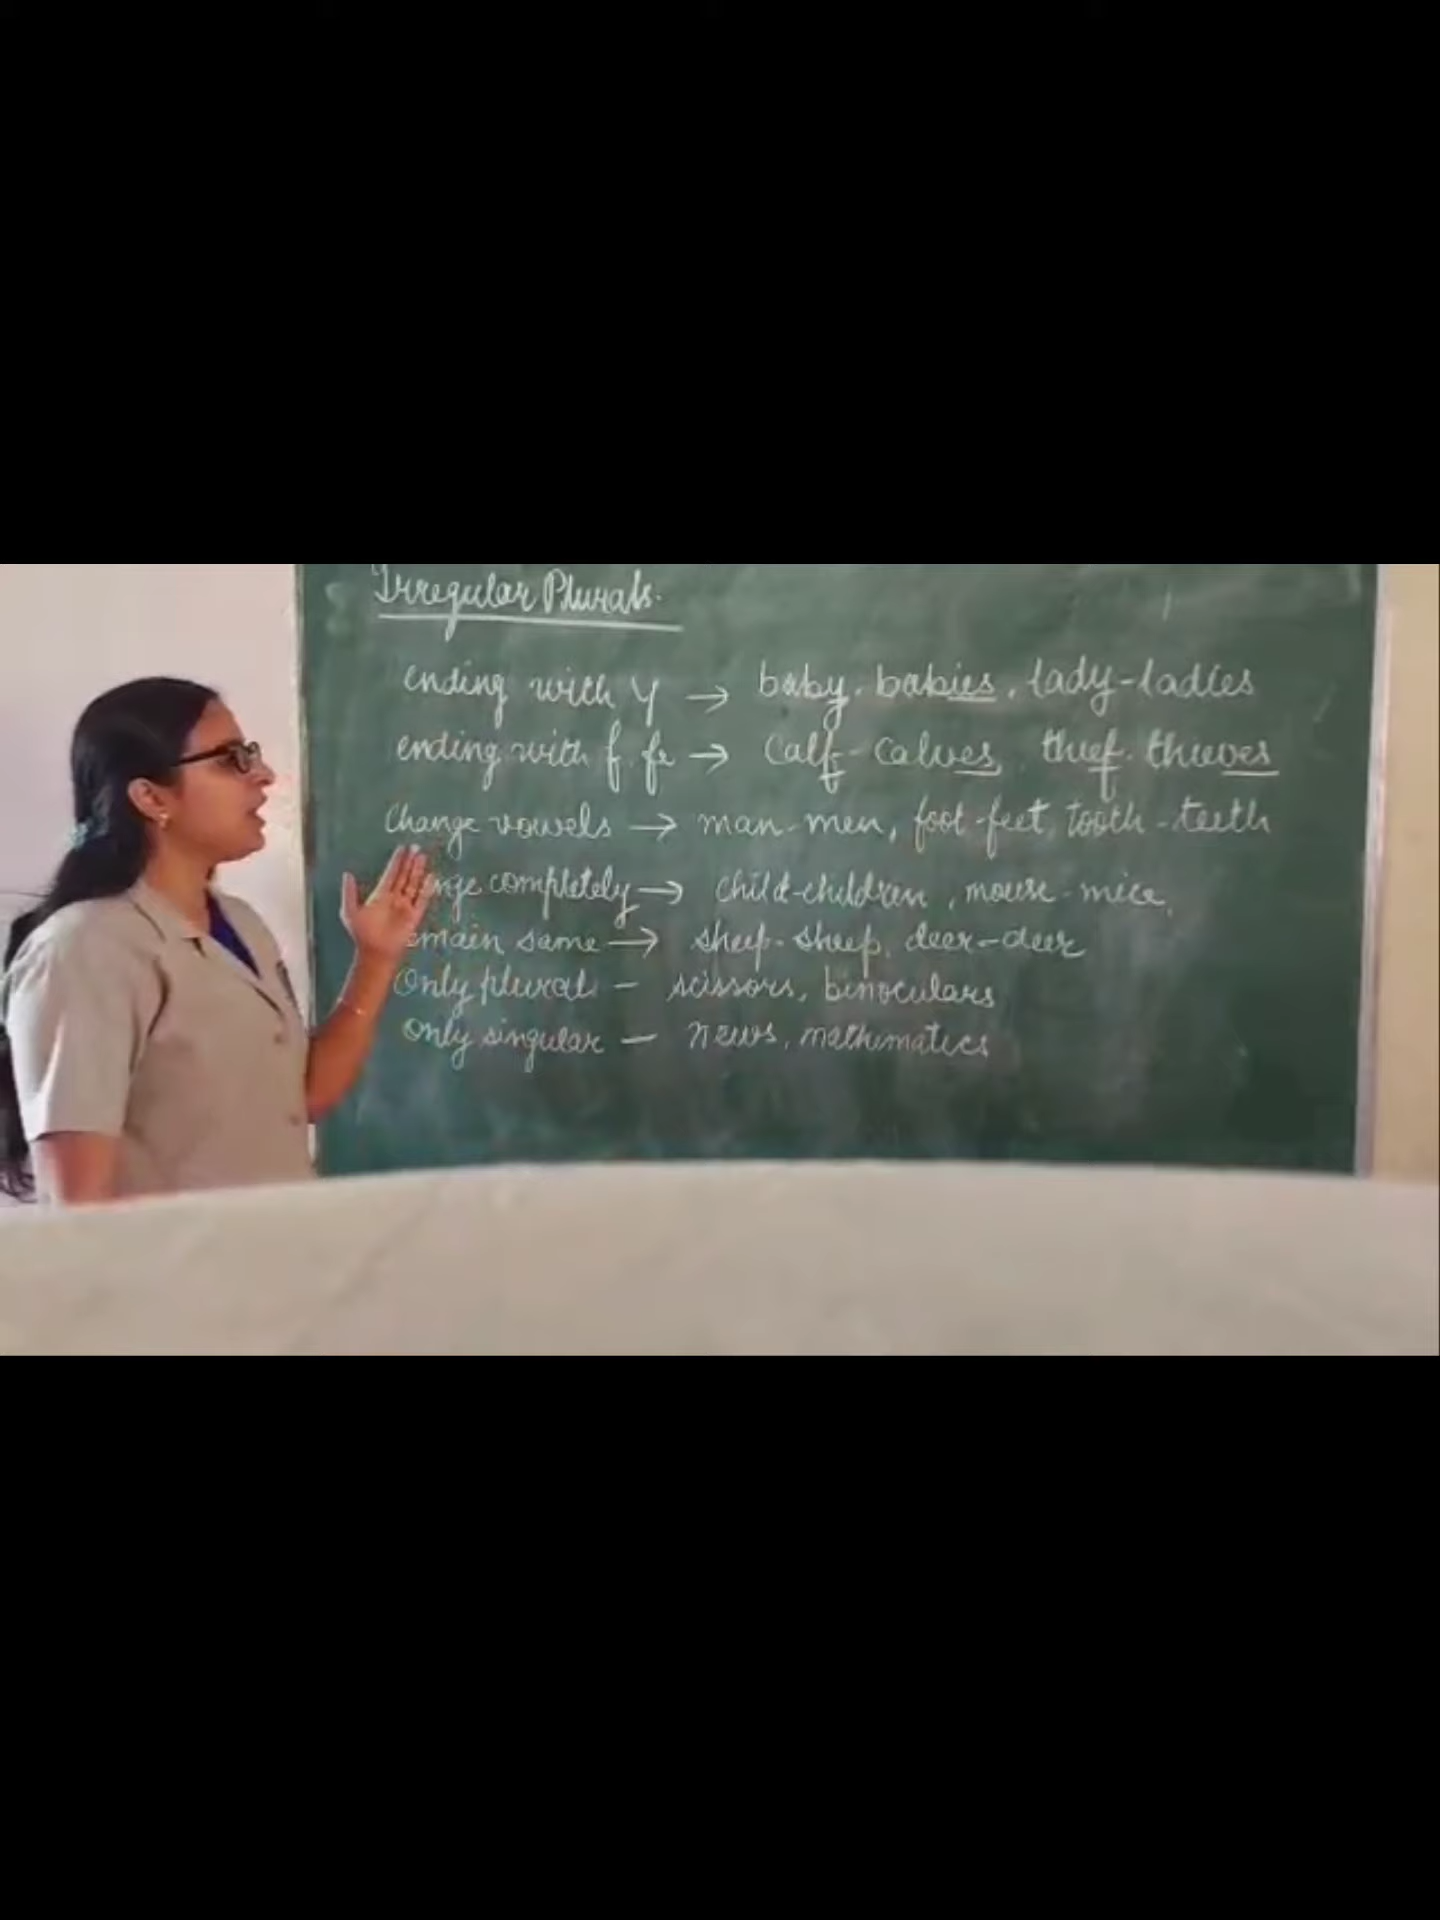 Irregular Plurals.
ending with y → baby. babies, lady-ladies
ending with f. fe → Calf-calves, thief. thieves
Change vowels → man-men, foot-feet, tooth-teeth
enge completely → child-children, mouse-mice,
emain same → sheep-sheep, deer-deer
Only plural - scissors, binoculars
only singular - News, mathematics